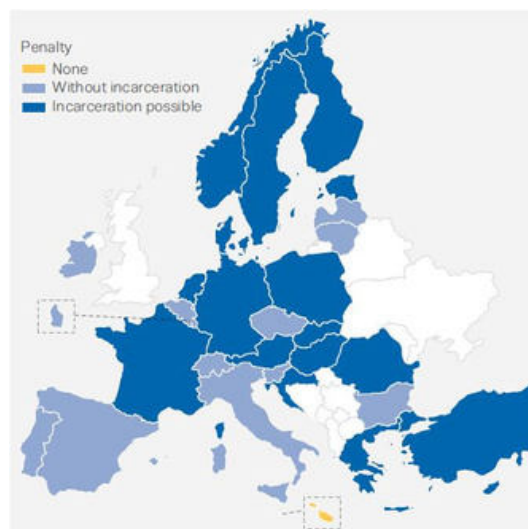 Penalty
None
Without incarceration
Incarceration possible